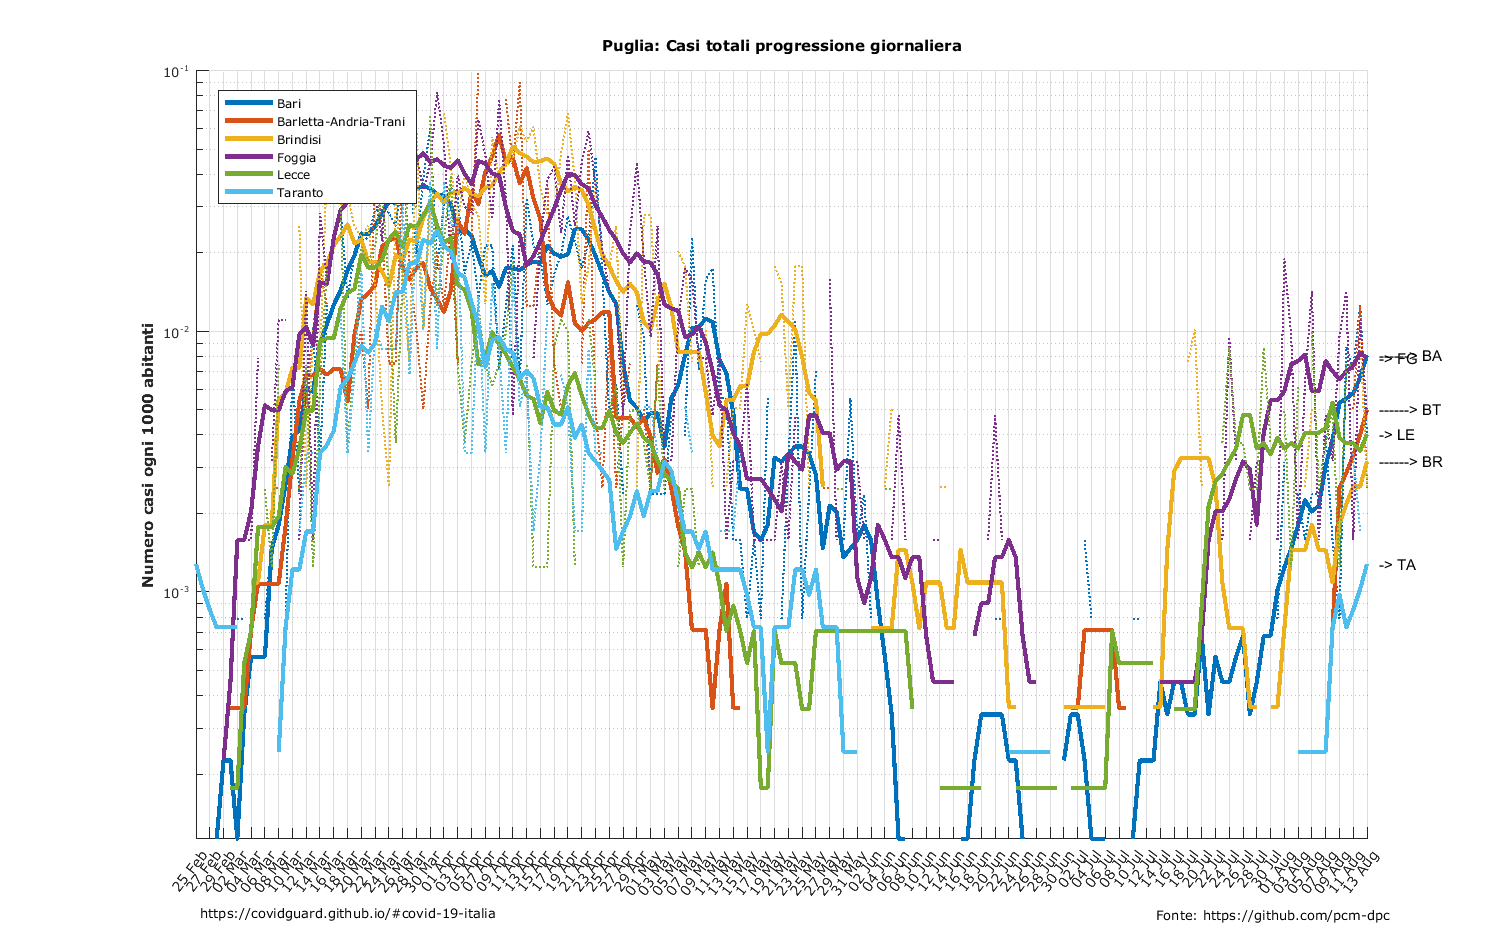 Puglia: Casi totali progressione giornaliera
Numero casi ogni 1000 abitanti
10-1
10-2
10-3
Bari
Barletta-Andria-Trani
Brindisi
Foggia
Lecce
Taranto
-> FG
----> BA
------> BT
-> LE
------> BR
-> TA
25 Feb
27 Feb
29 Feb
02 Mar
04 Mar
06 Mar
08 Mar
10 Mar
12 Mar
14 Mar
16 Mar
18 Mar
20 Mar
22 Mar
24 Mar
26 Mar
28 Mar
30 Mar
01 Apr
03 Apr
05 Apr
07 Apr
09 Apr
11 Apr
13 Apr
15 Apr
17 Apr
19 Apr
21 Apr
23 Apr
25 Apr
27 Apr
29 Apr
01 May
03 May
05 May
07 May
09 May
11 May
13 May
15 May
17 May
19 May
21 May
23 May
25 May
27 May
29 May
31 May
02 Jun
04 Jun
06 Jun
08 Jun
10 Jun
12 Jun
14 Jun
16 Jun
18 Jun
20 Jun
22 Jun
24 Jun
26 Jun
28 Jun
30 Jun
02 Jul
04 Jul
06 Jul
08 Jul
10 Jul
12 Jul
14 Jul
16 Jul
18 Jul
20 Jul
22 Jul
24 Jul
26 Jul
28 Jul
30 Jul
01 Aug
03 Aug
05 Aug
07 Aug
09 Aug
11 Aug
13 Aug
https://covidguard.github.io/#covid-19-italia
Fonte: https://github.com/pcm-dpc